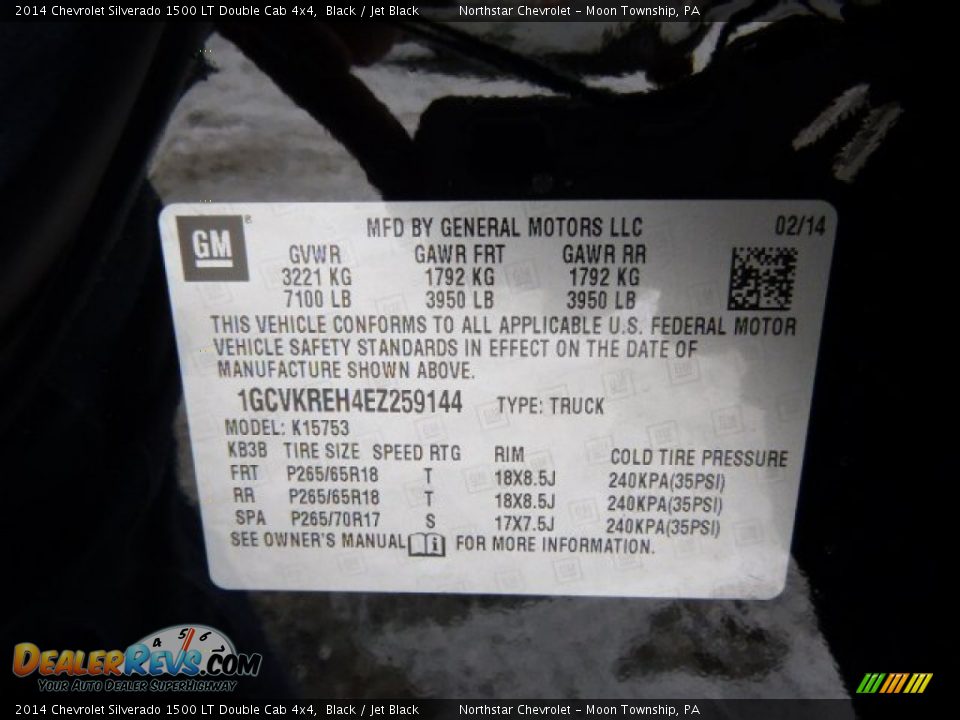 2014 Chevrolet Silverado 1500 LT Double Cab 4x4, Black / Jet Black Northstar Chevrolet - Moon Township, PA
GM ® MFD BY GENERAL MOTORS LLC 02/14
GVWR GAWR FRT GAWR RR
3221 KG 1792 KG 1792 KG
7100 LB 3950 LB 3950 LB
THIS VEHICLE CONFORMS TO ALL APPLICABLE U.S. FEDERAL MOTOR
VEHICLE SAFETY STANDARDS IN EFFECT ON THE DATE OF
MANUFACTURE SHOWN ABOVE.
1GCVKREH4EZ259144 TYPE: TRUCK
MODEL: K15753
KB3B TIRE SIZE SPEED RTG RIM COLD TIRE PRESSURE
FRT P265/65R18 T 18X8.5J 240KPA(35PSI)
RR P265/65R18 T 18X8.5J 240KPA(35PSI)
SPA P265/70R17 S 17X7.5J 240KPA(35PSI)
SEE OWNER'S MANUAL i FOR MORE INFORMATION.
4 5 6 7
DealerRevs.com
Your Auto Dealer SuperHighway
2014 Chevrolet Silverado 1500 LT Double Cab 4x4, Black / Jet Black Northstar Chevrolet - Moon Township, PA